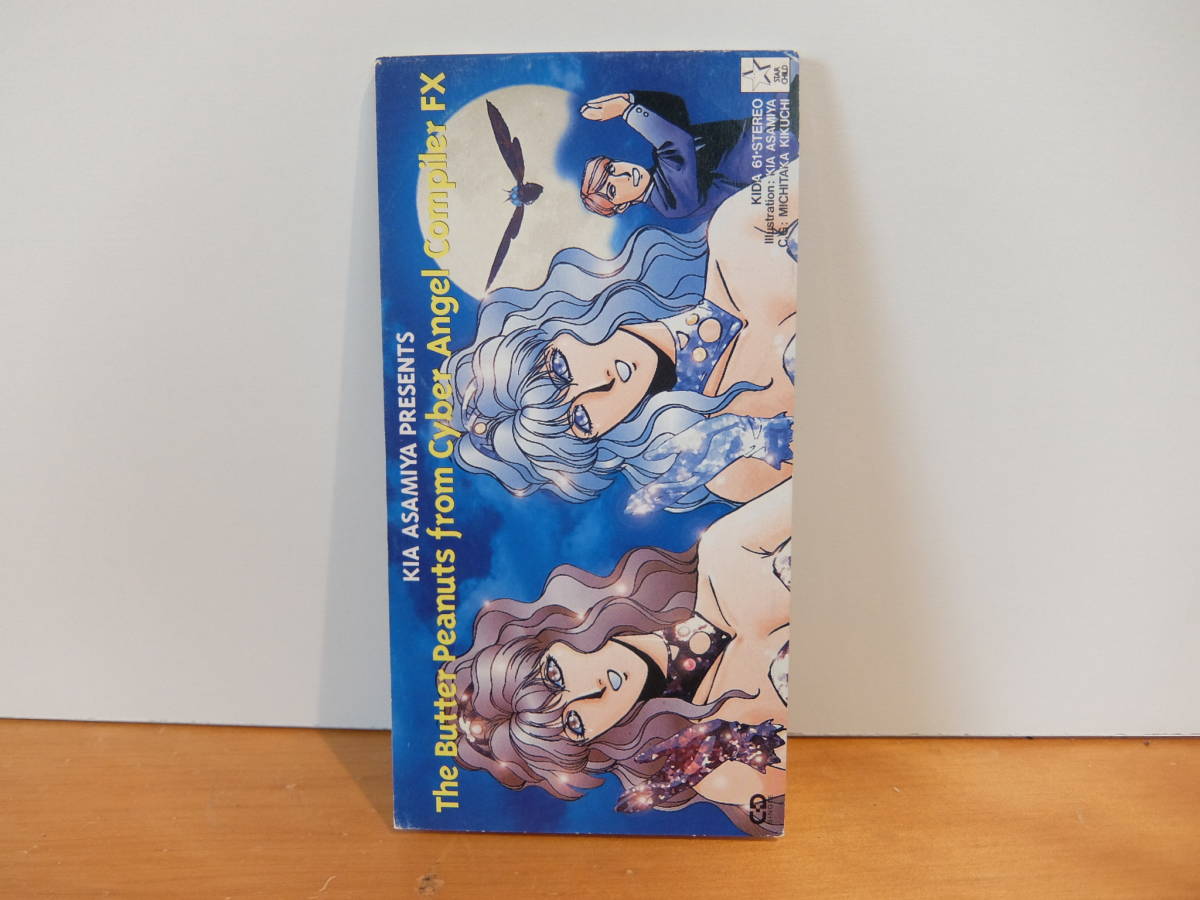 KIA ASAMIYA PRESENTS
The Butter Peanuts from Cyber Angel Compiler FX
STAR
CHILD
KIDA 61·STEREO
Illustration: KIA ASAMIYA
C.G.: MICHITAKA KIKUCHI
CD